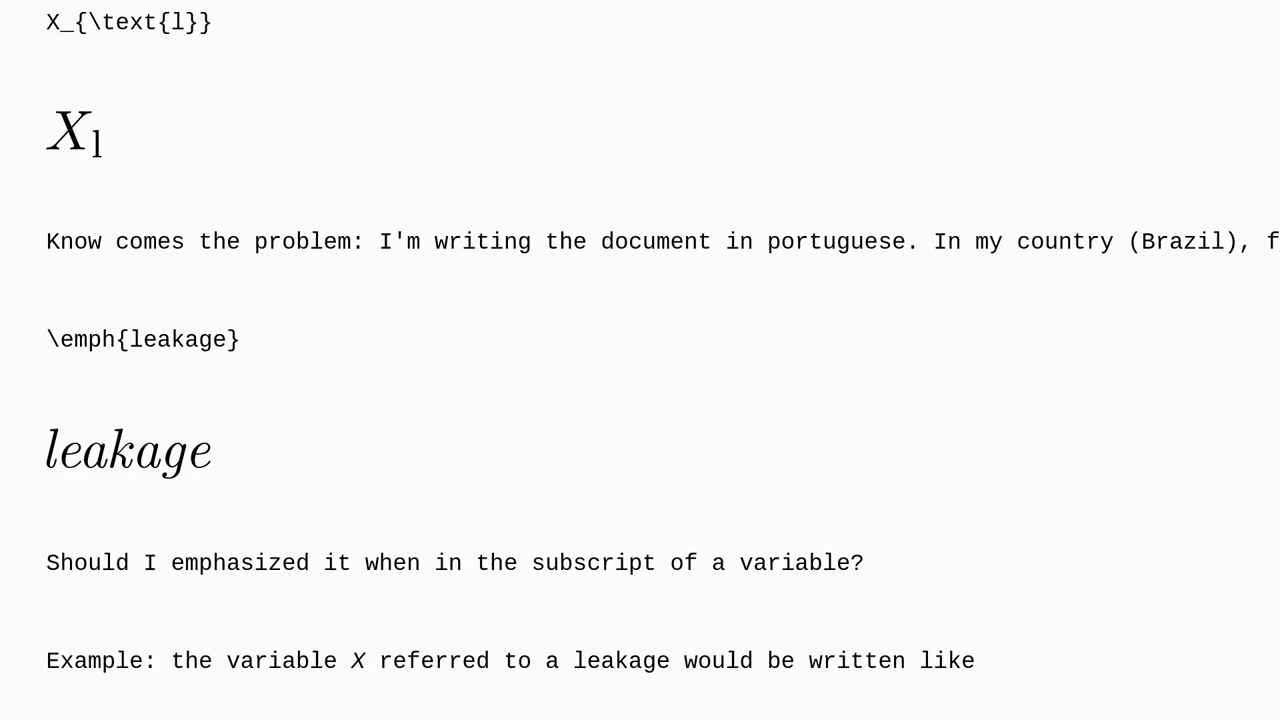 X_{\text{l}}
X_l
Know comes the problem: I'm writing the document in portuguese. In my country (Brazil),
\emph{leakage}
leakage
Should I emphasized it when in the subscript of a variable?
Example: the variable X referred to a leakage would be written like